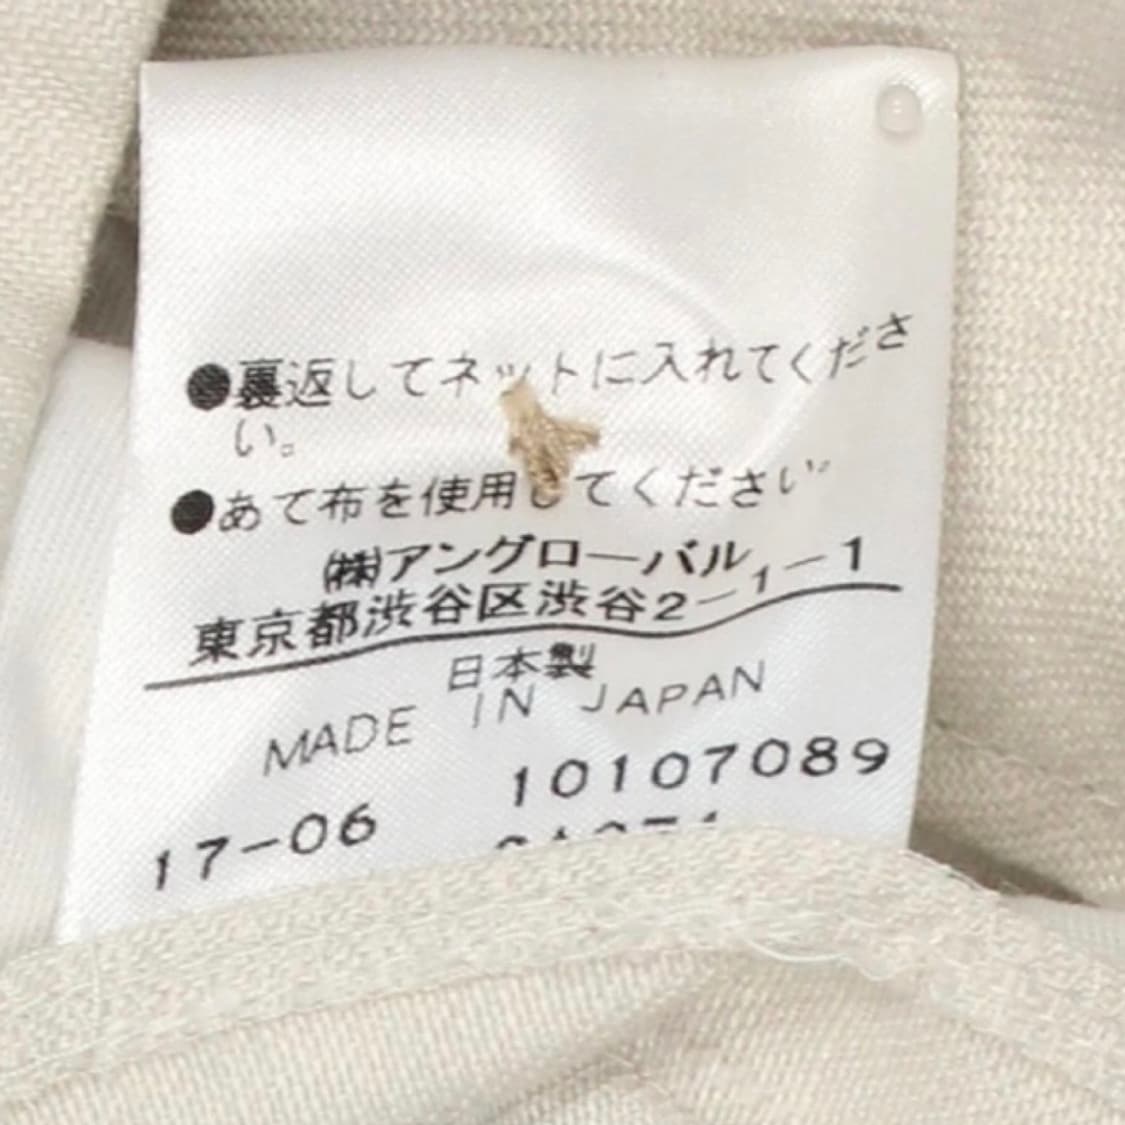 ●裏返してネットに入れてくださ
い。
●あて布を使用してください。
㈱アングローバル
東京都渋谷区渋谷2-1-1
日本製
MADE IN JAPAN
10107089
17-06